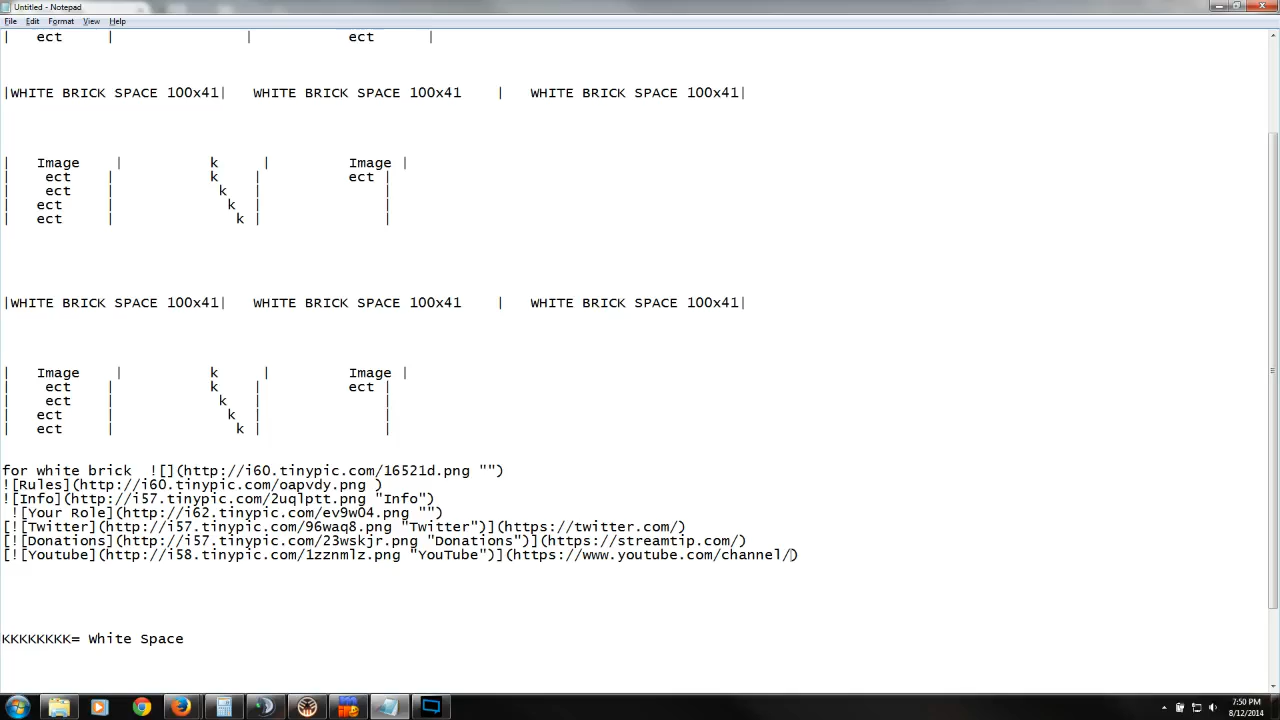 Untitled - Notepad
File Edit Format View Help
| ect | | ect |
|WHITE BRICK SPACE 100x41| WHITE BRICK SPACE 100x41 | WHITE BRICK SPACE 100x41|
| Image | k | Image |
| ect | k | ect |
| ect | k | |
| ect | k | |
| ect | k | |
|WHITE BRICK SPACE 100x41| WHITE BRICK SPACE 100x41 | WHITE BRICK SPACE 100x41|
| Image | k | Image |
| ect | k | ect |
| ect | k | |
| ect | k | |
| ect | k | |
for white brick ![](http://i60.tinypic.com/16521d.png "")
![Rules](http://i60.tinypic.com/oapvdy.png )
![Info](http://i57.tinypic.com/2uqlptt.png "Info")
![Your Role](http://i62.tinypic.com/ev9w04.png "")
[![Twitter](http://i57.tinypic.com/96waq8.png "Twitter")](https://twitter.com/)
[![Donations](http://i57.tinypic.com/23wskjr.png "Donations")](https://streamtip.com/)
[![Youtube](http://i58.tinypic.com/1zznmlz.png "YouTube")](https://www.youtube.com/channel/)
KKKKKKKK= White Space
7:50 PM
8/12/2014